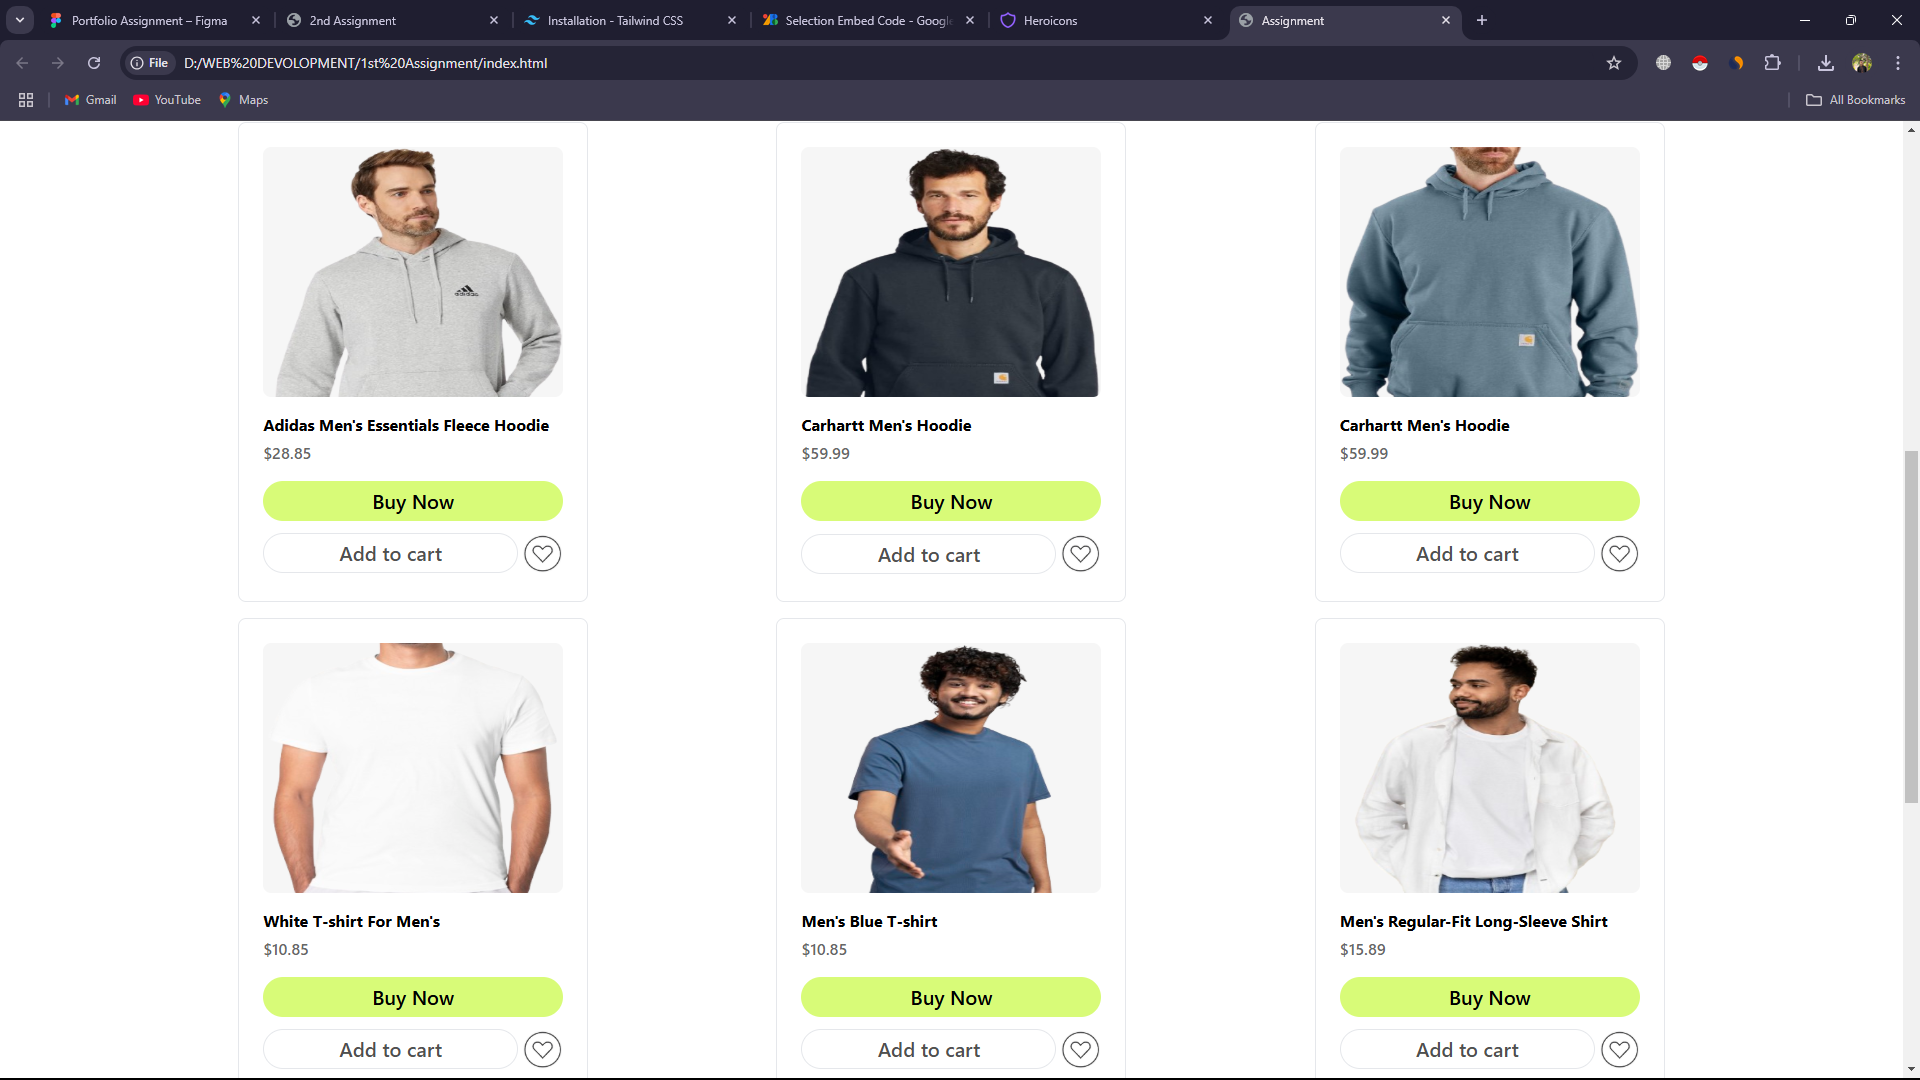 Portfolio Assignment – Figma
2nd Assignment
Installation - Tailwind CSS
Selection Embed Code - Google
Heroicons
Assignment
File
D:/WEB%20DEVOLOPMENT/1st%20Assignment/index.html
Gmail
YouTube
Maps
All Bookmarks
adidas
Adidas Men's Essentials Fleece Hoodie
Carhartt Men's Hoodie
Carhartt Men's Hoodie
$28.85
$59.99
$59.99
Buy Now
Buy Now
Buy Now
Add to cart
Add to cart
Add to cart
White T-shirt For Men's
Men's Blue T-shirt
Men's Regular-Fit Long-Sleeve Shirt
$10.85
$10.85
$15.89
Buy Now
Buy Now
Buy Now
Add to cart
Add to cart
Add to cart